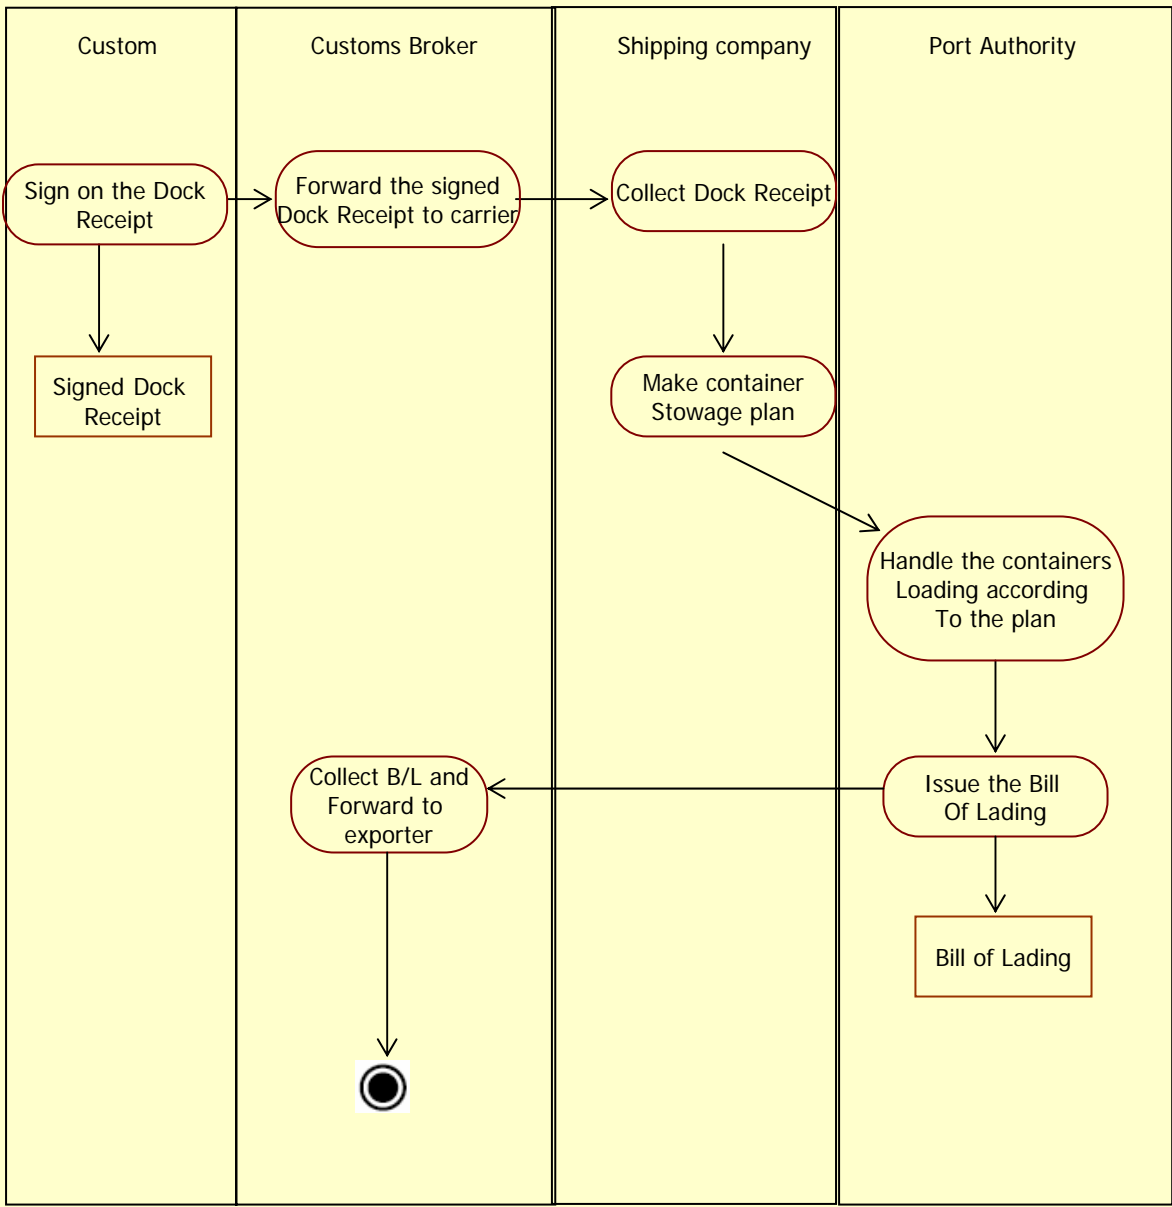 Custom
Customs Broker
Shipping company
Port Authority
Sign on the Dock
Receipt
Forward the signed
Dock Receipt to carrier
Collect Dock Receipt
Signed Dock
Receipt
Make container
Stowage plan
Handle the containers
Loading according
To the plan
Collect B/L and
Forward to
exporter
Issue the Bill
Of Lading
Bill of Lading